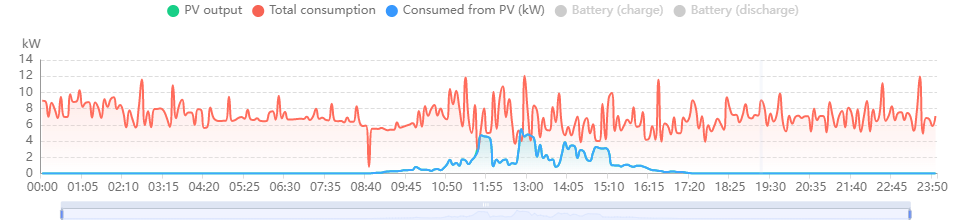 PV output Total consumption Consumed from PV (kW) Battery (charge) Battery (discharge)
kW
14
12
10
8
6
4
2
0
00:00 01:05 02:10 03:15 04:20 05:25 06:30 07:35 08:40 09:45 10:50 11:55 13:00 14:05 15:10 16:15 17:20 18:25 19:30 20:35 21:40 22:45 23:50